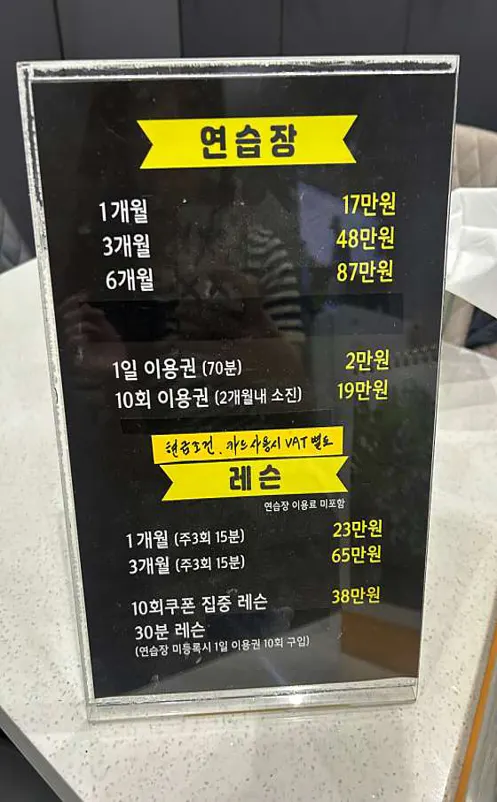 연습장
1개월 17만원
3개월 48만원
6개월 87만원
1일 이용권 (70분) 2만원
10회 이용권 (2개월내 소진) 19만원
현금조건. 카드사용시 VAT 별도
레슨
연습장 이용료 미포함
1개월 (주3회 15분) 23만원
3개월 (주3회 15분) 65만원
10회쿠폰 집중 레슨 38만원
30분 레슨
(연습장 미등록시 1일 이용권 10회 구입)